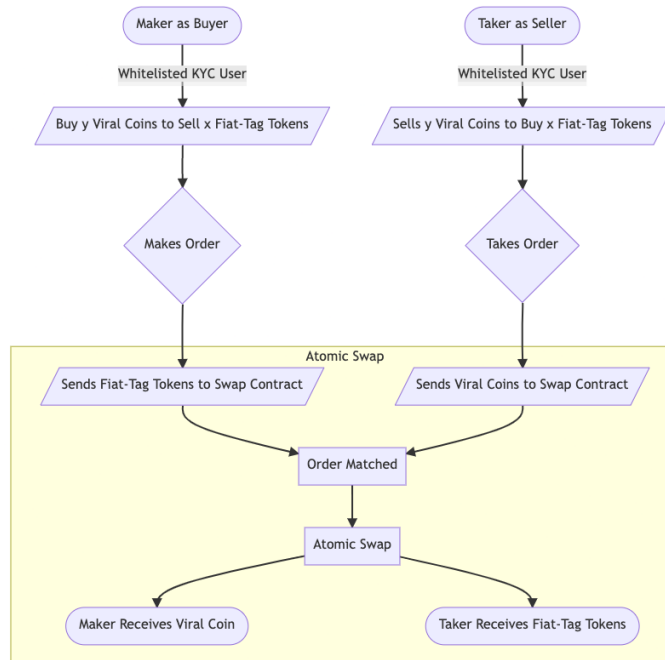 Maker as Buyer
Taker as Seller
Whitelisted KYC User
Whitelisted KYC User
Buy y Viral Coins to Sell x Fiat-Tag Tokens
Sells y Viral Coins to Buy x Fiat-Tag Tokens
Makes Order
Takes Order
Atomic Swap
Sends Fiat-Tag Tokens to Swap Contract
Sends Viral Coins to Swap Contract
Order Matched
Atomic Swap
Maker Receives Viral Coin
Taker Receives Fiat-Tag Tokens